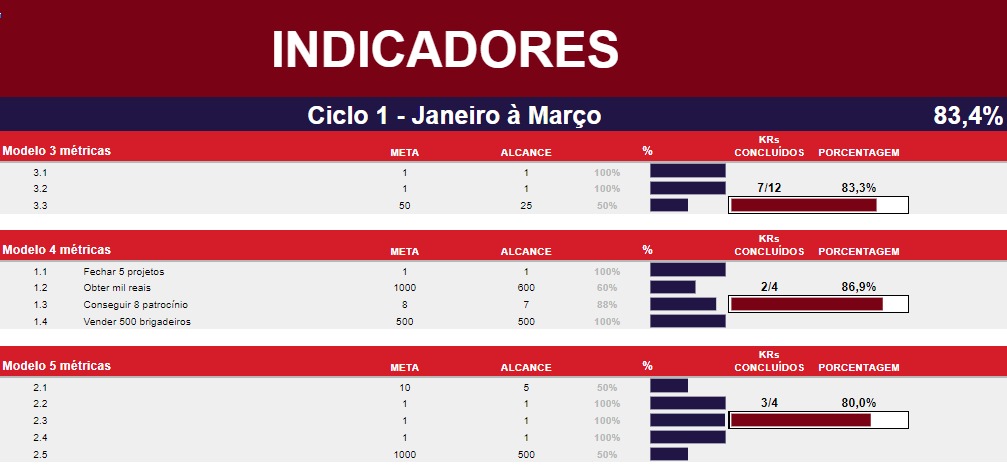 INDICADORES
Ciclo 1 - Janeiro à Março 83,4%
Modelo 3 métricas META ALCANCE % KRs CONCLUÍDOS PORCENTAGEM
3.1 1 1 100%
3.2 1 1 100% 7/12 83,3%
3.3 50 25 50%
Modelo 4 métricas META ALCANCE % KRs CONCLUÍDOS PORCENTAGEM
1.1 Fechar 5 projetos 1 1 100%
1.2 Obter mil reais 1000 600 60% 2/4 86,9%
1.3 Conseguir 8 patrocínio 8 7 88%
1.4 Vender 500 brigadeiros 500 500 100%
Modelo 5 métricas META ALCANCE % KRs CONCLUÍDOS PORCENTAGEM
2.1 10 5 50%
2.2 1 1 100% 3/4 80,0%
2.3 1 1 100%
2.4 1 1 100%
2.5 1000 500 50%